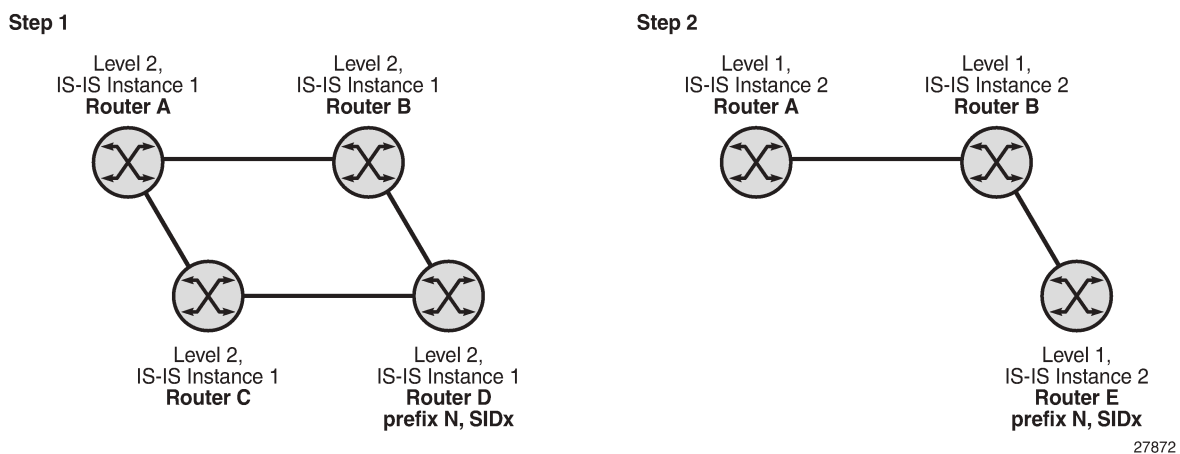 Step 1
Level 2,
IS-IS Instance 1
Router A
Level 2,
IS-IS Instance 1
Router B
Level 2,
IS-IS Instance 1
Router C
Level 2,
IS-IS Instance 1
Router D
prefix N, SIDx
Step 2
Level 1,
IS-IS Instance 2
Router A
Level 1,
IS-IS Instance 2
Router B
Level 1,
IS-IS Instance 2
Router E
prefix N, SIDx
27872